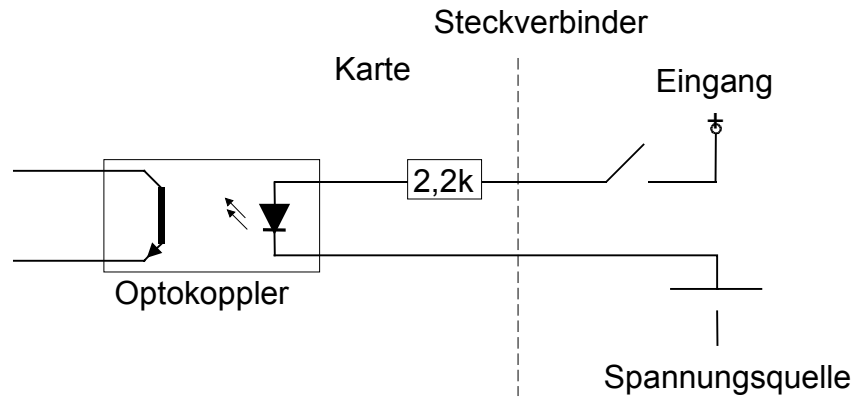 Steckverbinder
Karte
Eingang
+
2,2k
Optokoppler
Spannungsquelle